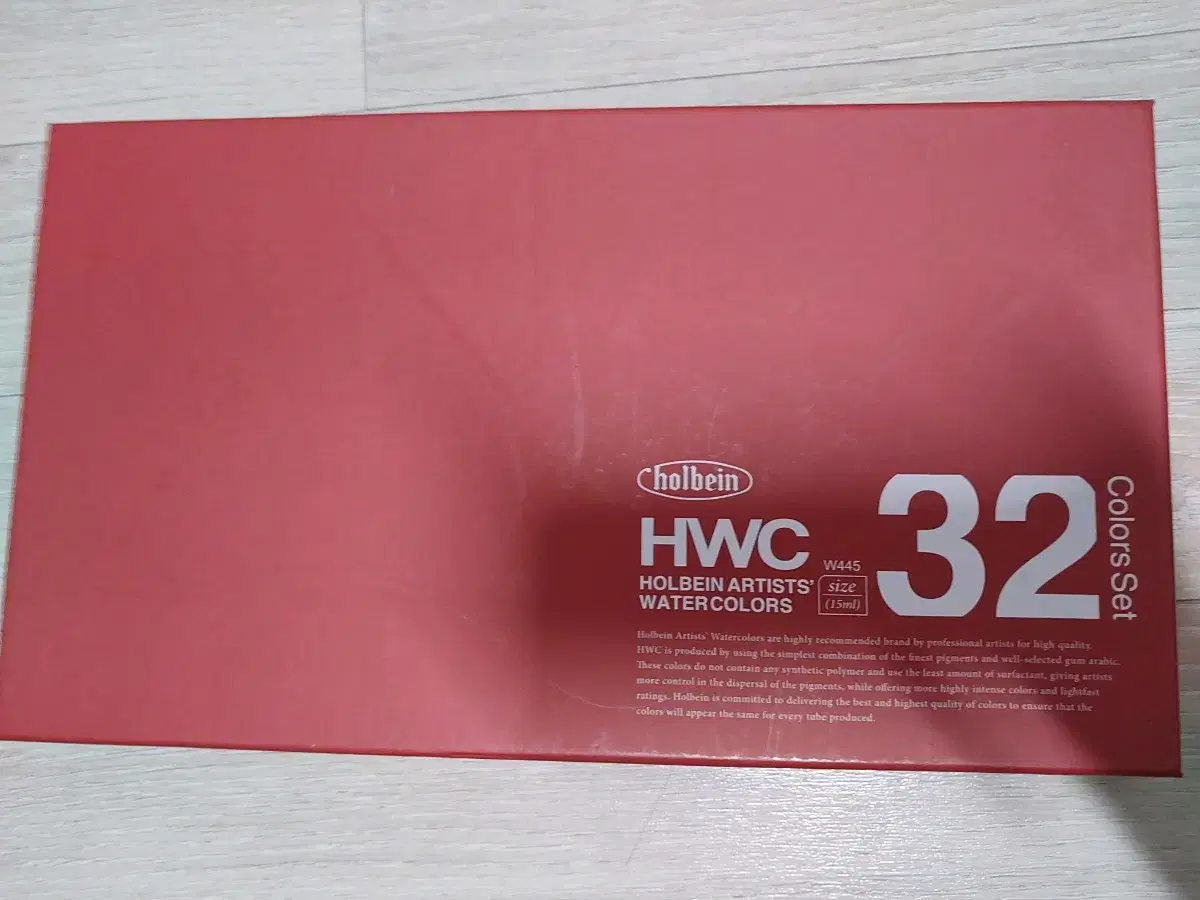 holbein
HWC
HOLBEIN ARTISTS'
WATERCOLORS
W445
size
(15ml)
32
Colors Set
Holbein Artists' Watercolors are highly recommended brand by professional artists for high quality.
HWC is produced by using the simplest combination of the finest pigments and well-selected gum arabic.
These colors do not contain any synthetic polymer and use the least amount of surfactant, giving artists
more control in the dispersal of the pigments, while offering more highly intense colors and lightfast
ratings. Holbein is committed to delivering the best and highest quality of colors to ensure that the
colors will appear the same for every tube produced.